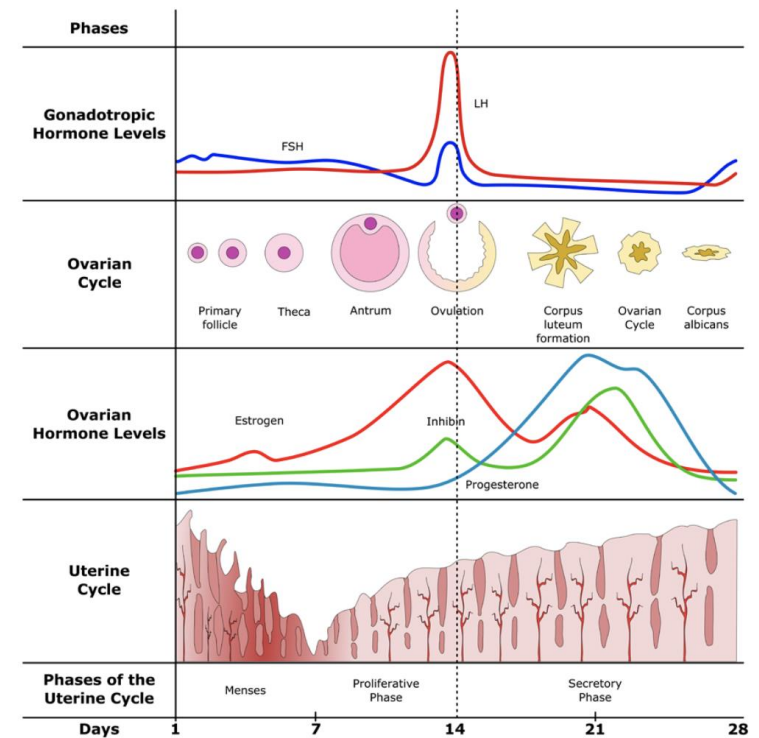 Phases
Gonadotropic
Hormone Levels
LH
FSH
Ovarian
Cycle
Primary
follicle
Theca
Antrum
Ovulation
Corpus
luteum
formation
Ovarian
Cycle
Corpus
albicans
Ovarian
Hormone Levels
Estrogen
Inhibin
Progesterone
Uterine
Cycle
Phases of the
Uterine Cycle
Menses
Proliferative
Phase
Secretory
Phase
Days
1
7
14
21
28